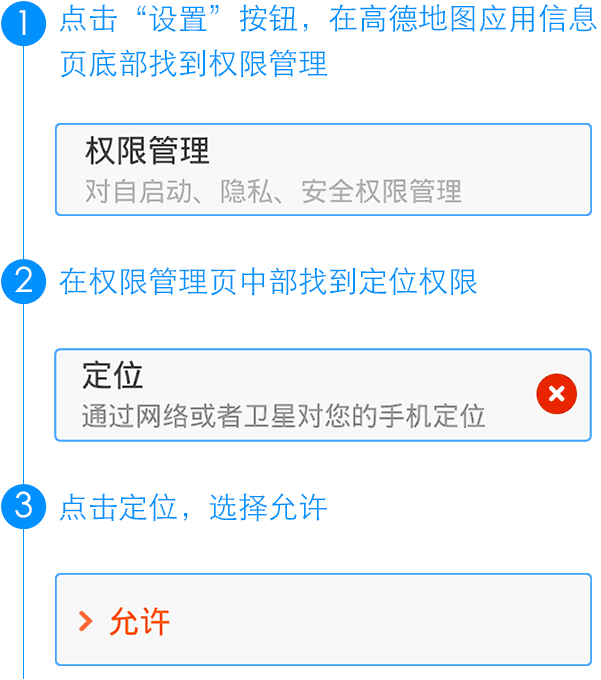 1 点击“设置”按钮，在高德地图应用信息
页底部找到权限管理
权限管理
对自启动、隐私、安全权限管理
2 在权限管理页中部找到定位权限
定位
通过网络或者卫星对您的手机定位
3 点击定位，选择允许
允许